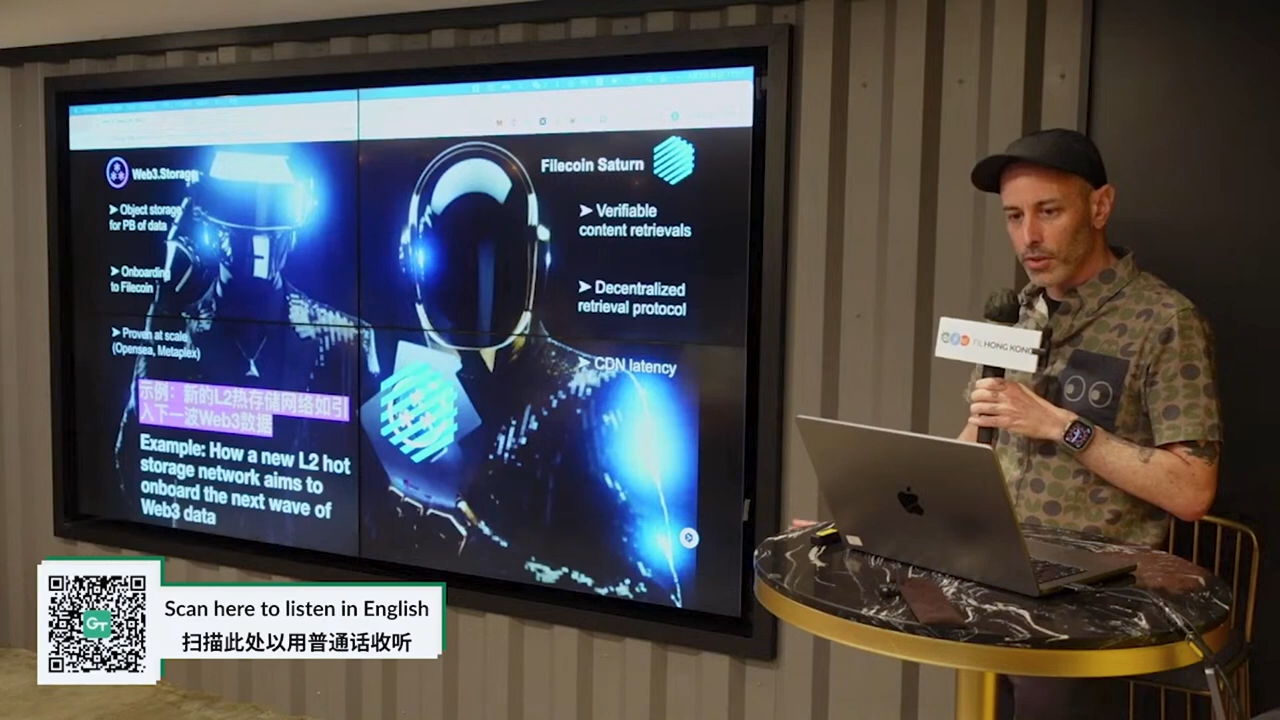 Web3.Storage
➤ Object storage
for PB of data
➤ Onboarding
to Filecoin
➤ Proven at scale
(Opensea, Metaplex)
示例：新的L2热存储网络如引
入下一波Web3数据
Example: How a new L2 hot
storage network aims to
onboard the next wave of
Web3 data
Filecoin Saturn
➤ Verifiable
content retrievals
➤ Decentralized
retrieval protocol
➤ CDN latency
FIL HONG KONG
GT
Scan here to listen in English
扫描此处以用普通话收听